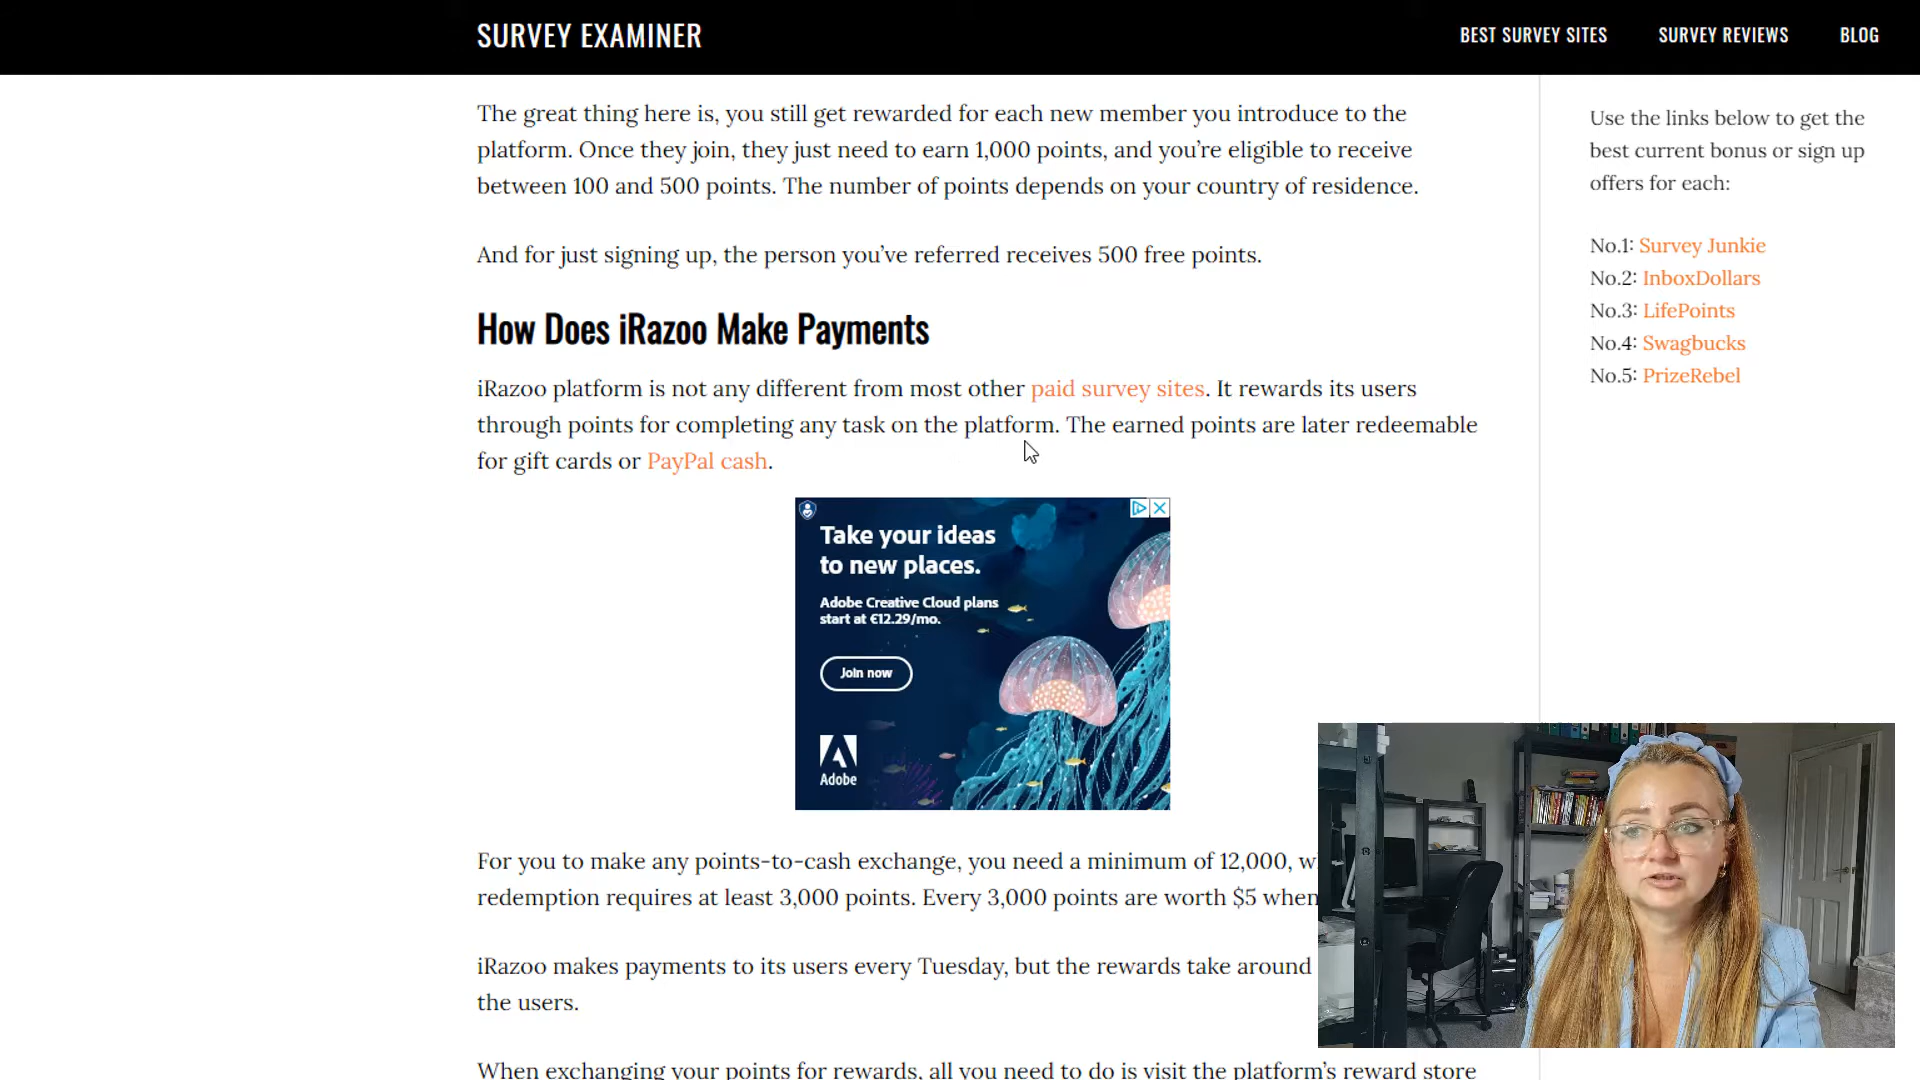 SURVEY EXAMINER
BEST SURVEY SITES
SURVEY REVIEWS
BLOG
The great thing here is, you still get rewarded for each new member you introduce to the
platform. Once they join, they just need to earn 1,000 points, and you’re eligible to receive
between 100 and 500 points. The number of points depends on your country of residence.
And for just signing up, the person you’ve referred receives 500 free points.
How Does iRazoo Make Payments
iRazoo platform is not any different from most other paid survey sites. It rewards its users
through points for completing any task on the platform. The earned points are later redeemable
for gift cards or PayPal cash.
Take your ideas
to new places.
Adobe Creative Cloud plans
start at €12.29/mo.
Join now
Adobe
For you to make any points-to-cash exchange, you need a minimum of 12,000, w
redemption requires at least 3,000 points. Every 3,000 points are worth $5 when
iRazoo makes payments to its users every Tuesday, but the rewards take around
the users.
When exchanging your points for rewards, all you need to do is visit the platform’s reward store
Use the links below to get the
best current bonus or sign up
offers for each:
No.1: Survey Junkie
No.2: InboxDollars
No.3: LifePoints
No.4: Swagbucks
No.5: PrizeRebel